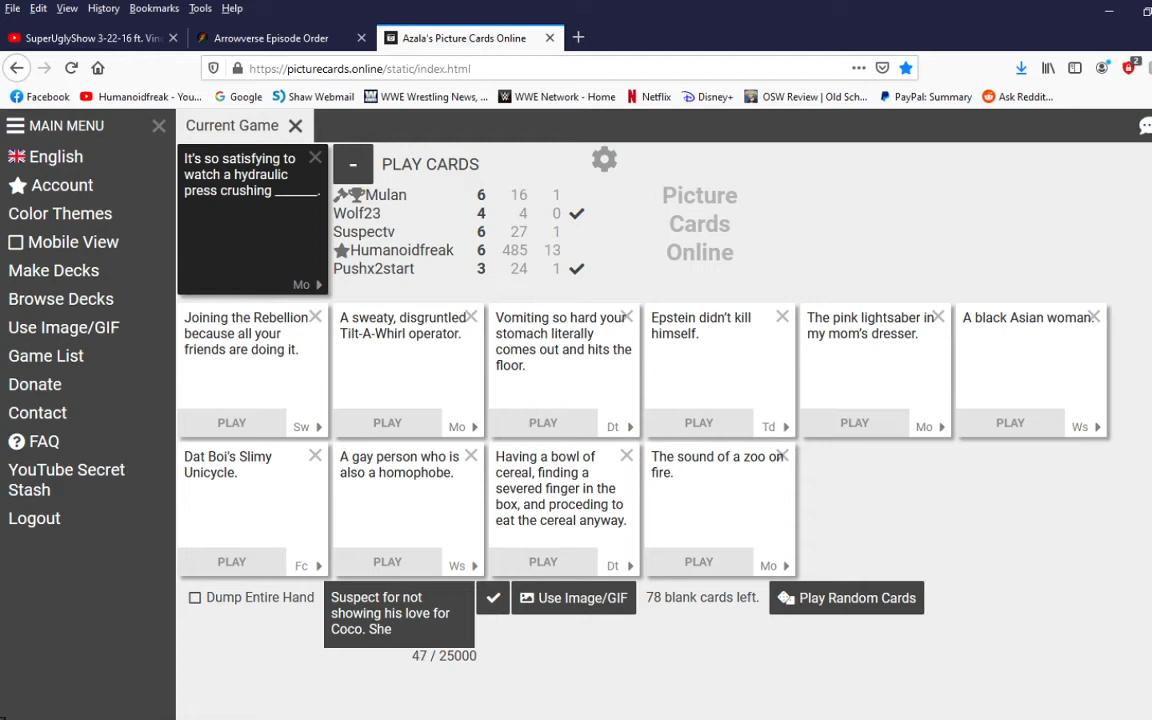 File Edit View History Bookmarks Tools Help
SuperUglyShow 3-22-16 ft. Vin
Arrowverse Episode Order
Azala's Picture Cards Online
https://picturecards.online/static/index.html
2
Facebook
Humanoidfreak - You...
Google
Shaw Webmail
WWE Wrestling News, ...
WWE Network - Home
Netflix
Disney+
OSW Review | Old Sch...
PayPal: Summary
Ask Reddit...
MAIN MENU
English
Account
Color Themes
Mobile View
Make Decks
Browse Decks
Use Image/GIF
Game List
Donate
Contact
FAQ
YouTube Secret
Stash
Logout
Current Game
It's so satisfying to
watch a hydraulic
press crushing ______.
Mo
-
PLAY CARDS
Mulan 6 16 1
Wolf23 4 4 0
Suspectv 6 27 1
Humanoidfreak 6 485 13
Pushx2start 3 24 1
Picture
Cards
Online
Joining the Rebellion
because all your
friends are doing it.
PLAY Sw
A sweaty, disgruntled
Tilt-A-Whirl operator.
PLAY Mo
Vomiting so hard your
stomach literally
comes out and hits the
floor.
PLAY Dt
Epstein didn't kill
himself.
PLAY Td
The pink lightsaber in
my mom's dresser.
PLAY Mo
A black Asian woman.
PLAY Ws
Dat Boi's Slimy
Unicycle.
PLAY Fc
A gay person who is
also a homophobe.
PLAY Ws
Having a bowl of
cereal, finding a
severed finger in the
box, and proceding to
eat the cereal anyway.
PLAY Dt
The sound of a zoo on
fire.
PLAY Mo
Dump Entire Hand
Suspect for not
showing his love for
Coco. She
47 / 25000
Use Image/GIF
78 blank cards left.
Play Random Cards